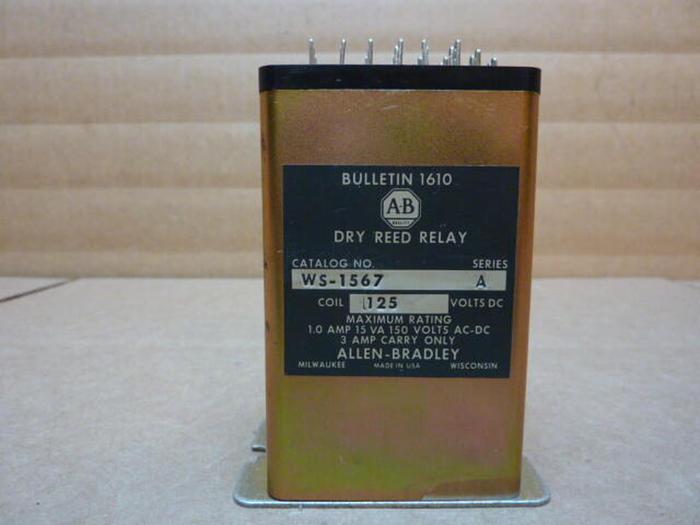 BULLETIN 1610
A-B
QUALITY
DRY REED RELAY
CATALOG NO. SERIES
WS-1567 A
COIL 125 VOLTS DC
MAXIMUM RATING
1.0 AMP 15 VA 150 VOLTS AC-DC
3 AMP CARRY ONLY
ALLEN-BRADLEY
MILWAUKEE MADE IN USA WISCONSIN